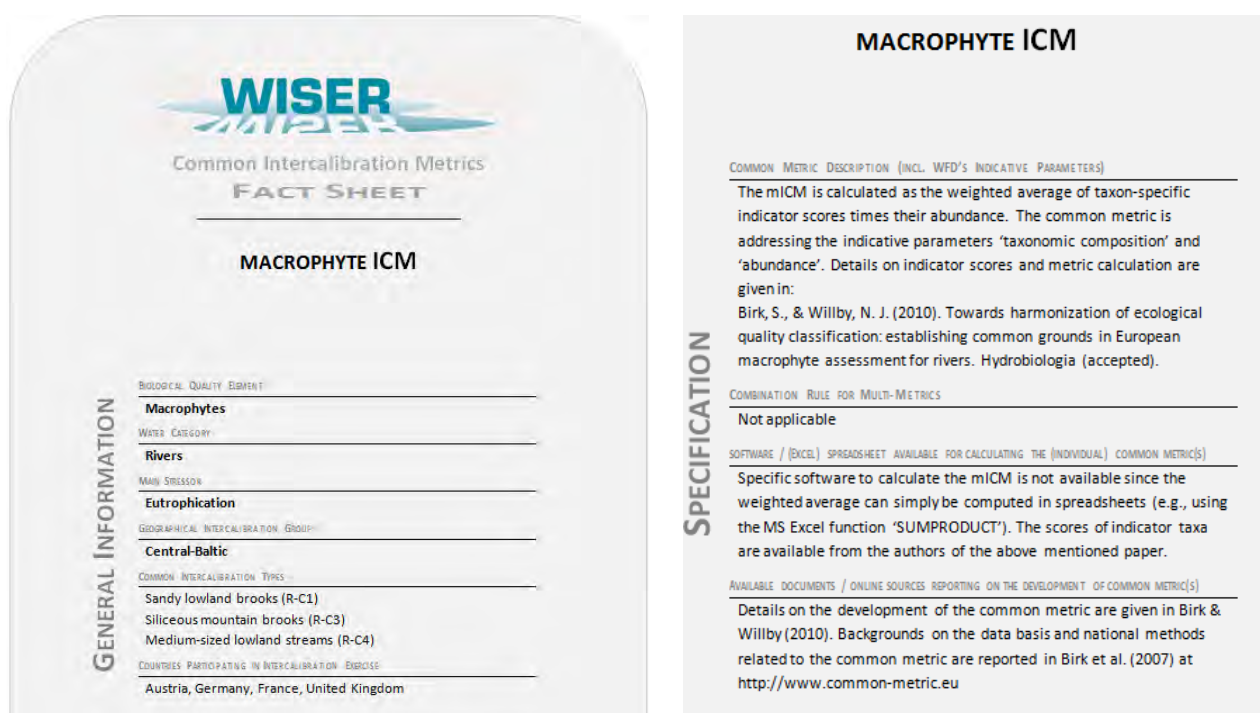 WISER
Common Intercalibration Metrics
FACT SHEET
MACROPHYTE ICM
GENERAL INFORMATION
BIOLOGICAL QUALITY ELEMENT
Macrophytes
WATER CATEGORY
Rivers
MAIN STRESSOR
Eutrophication
GEOGRAPHICAL INTERCALIBRATION GROUP
Central-Baltic
COMMON INTERCALIBRATION TYPES
Sandy lowland brooks (R-C1)
Siliceous mountain brooks (R-C3)
Medium-sized lowland streams (R-C4)
COUNTRIES PARTICIPATING IN INTERCALIBRATION EXERCISE
Austria, Germany, France, United Kingdom
MACROPHYTE ICM
SPECIFICATION
COMMON METRIC DESCRIPTION (INCL. WFD'S INDICATIVE PARAMETERS)
The mICM is calculated as the weighted average of taxon-specific
indicator scores times their abundance. The common metric is
addressing the indicative parameters 'taxonomic composition' and
'abundance'. Details on indicator scores and metric calculation are
given in:
Birk, S., & Willby, N. J. (2010). Towards harmonization of ecological
quality classification: establishing common grounds in European
macrophyte assessment for rivers. Hydrobiologia (accepted).
COMBINATION RULE FOR MULTI-METRICS
Not applicable
SOFTWARE / (EXCEL) SPREADSHEET AVAILABLE FOR CALCULATING THE (INDIVIDUAL) COMMON METRIC(S)
Specific software to calculate the mICM is not available since the
weighted average can simply be computed in spreadsheets (e.g., using
the MS Excel function 'SUMPRODUCT'). The scores of indicator taxa
are available from the authors of the above mentioned paper.
AVAILABLE DOCUMENTS / ONLINE SOURCES REPORTING ON THE DEVELOPMENT OF COMMON METRIC(S)
Details on the development of the common metric are given in Birk &
Willby (2010). Backgrounds on the data basis and national methods
related to the common metric are reported in Birk et al. (2007) at
http://www.common-metric.eu